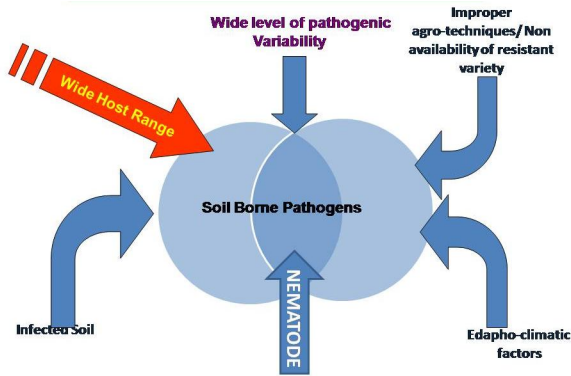 Wide level of pathogenic
Variability
Improper
agro-techniques/ Non
availability of resistant
variety
Wide Host Range
Soil Borne Pathogens
NEMATODE
Infected Soil
Edapho-climatic
factors